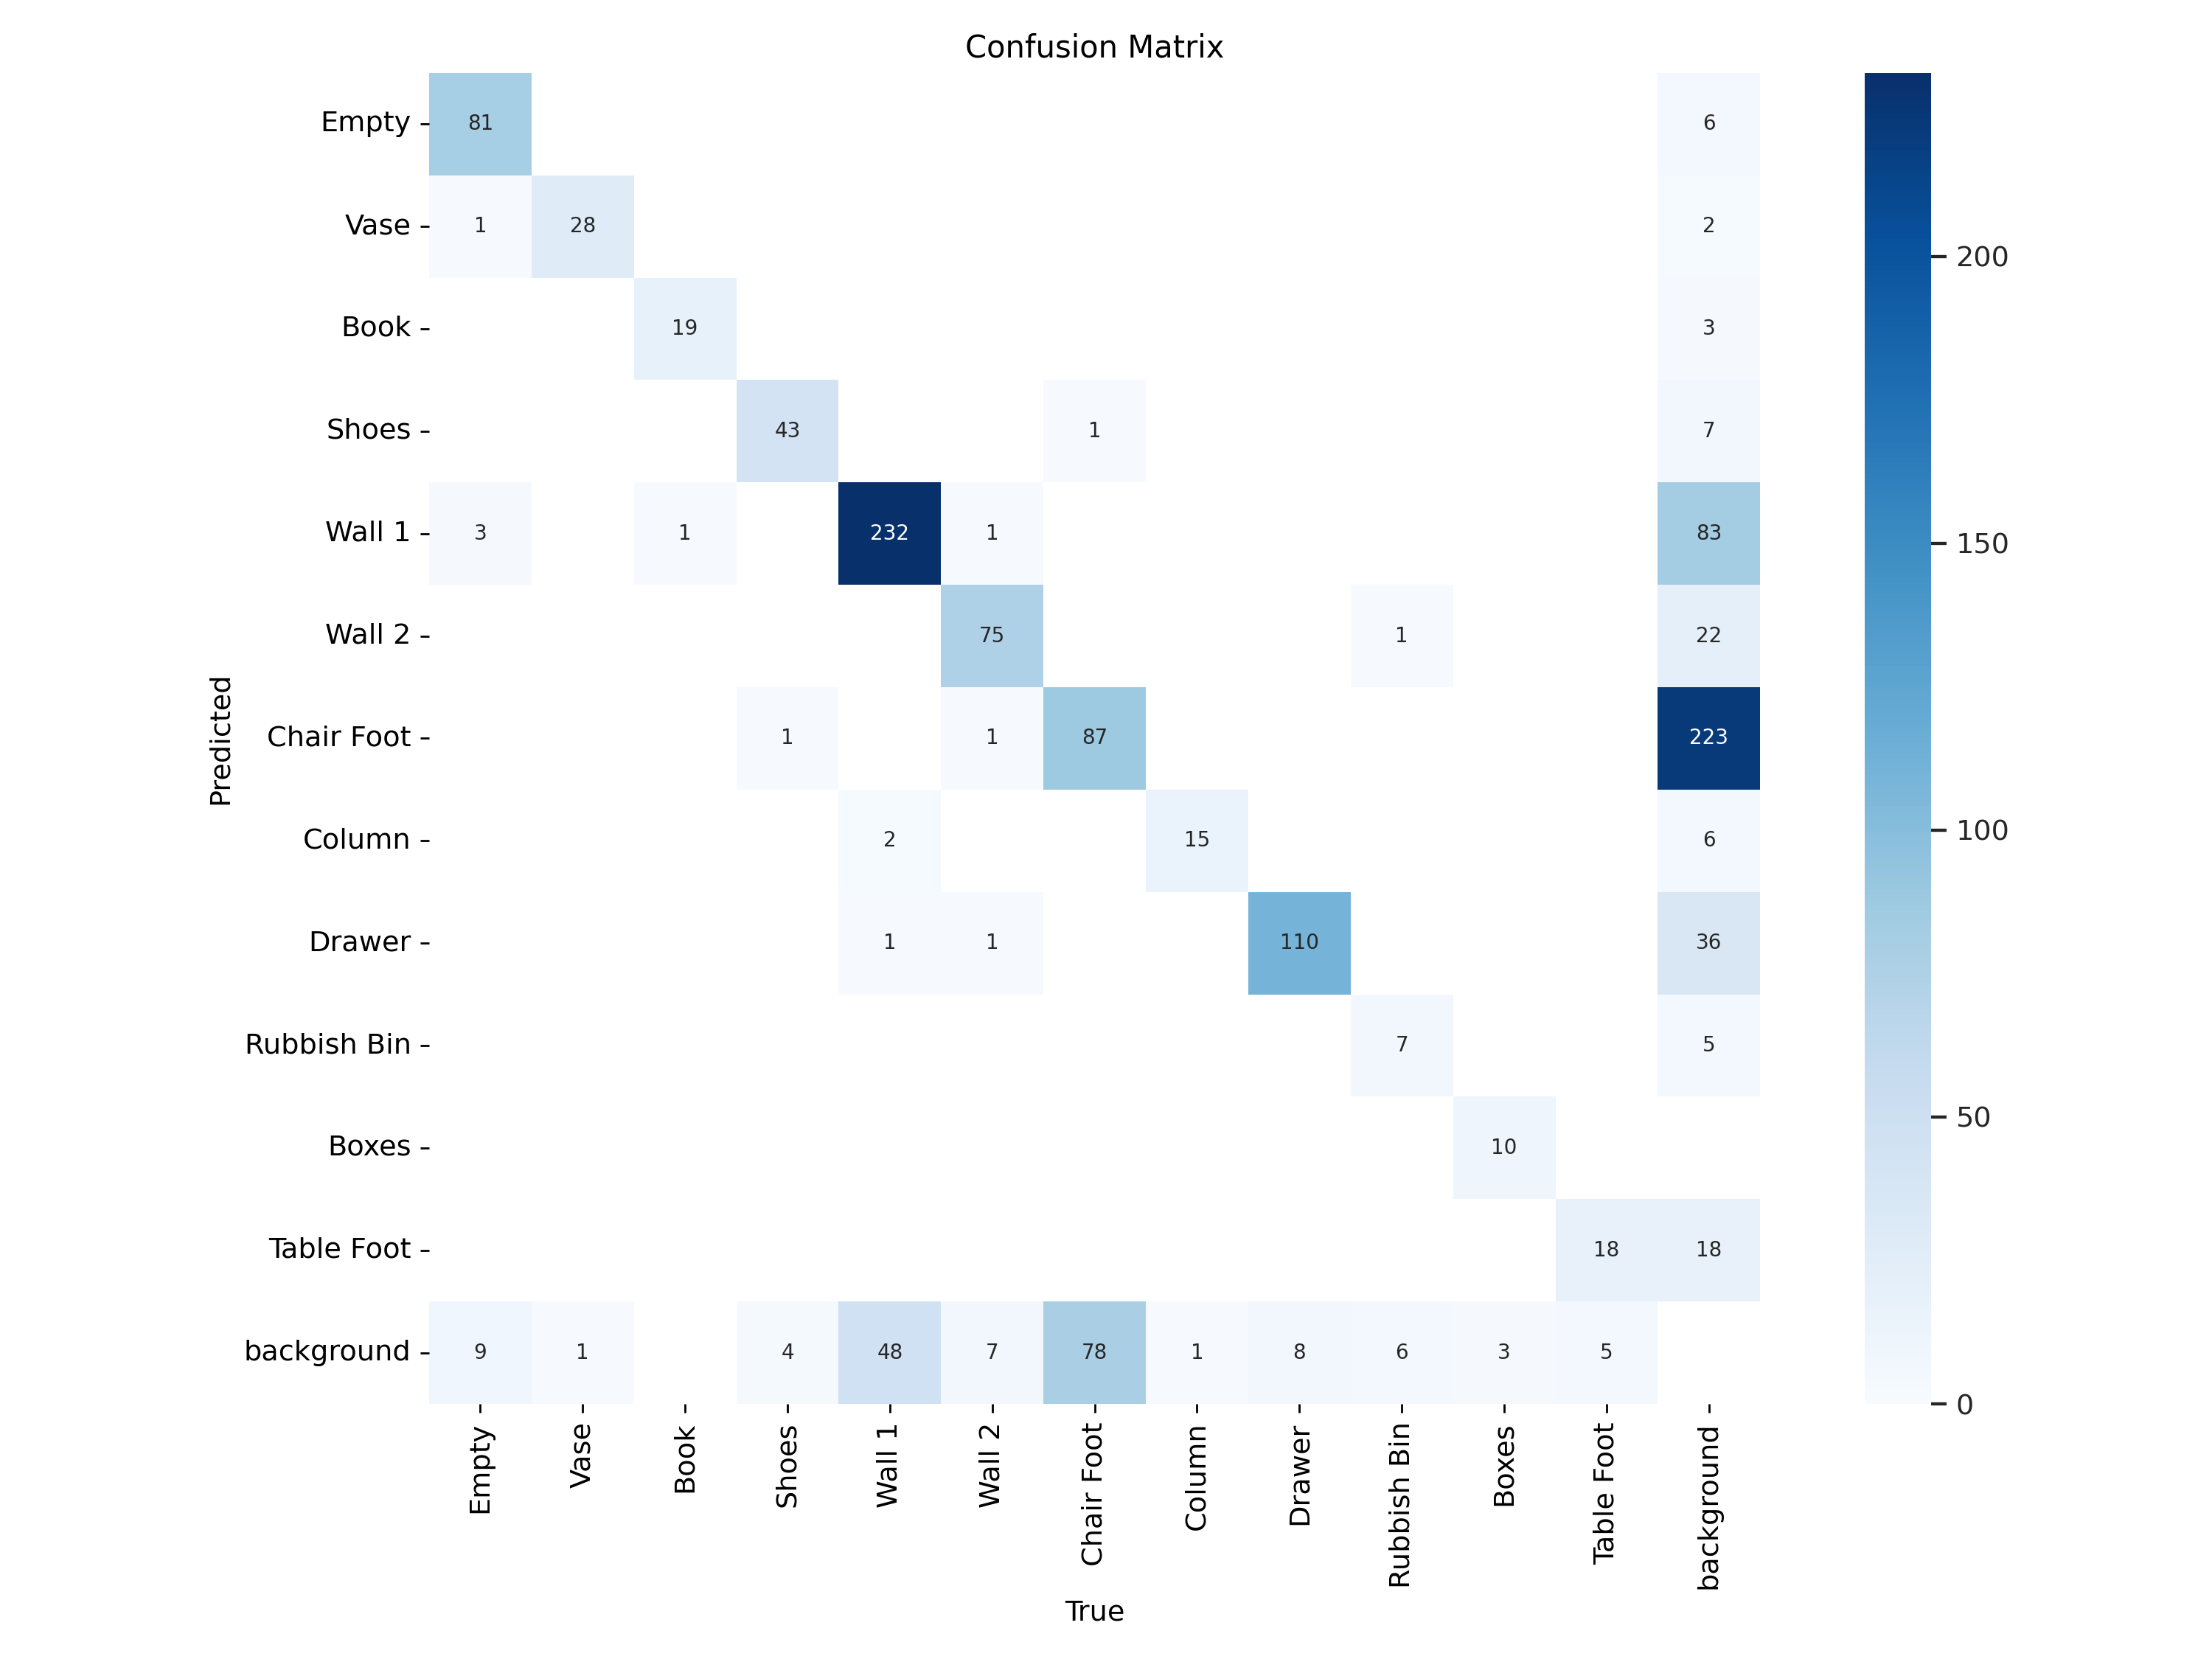 Confusion Matrix
Empty 81 6
Vase 1 28 2
Book 19 3
Shoes 43 1 7
Wall 1 3 1 232 1 83
Wall 2 75 1 22
Chair Foot 1 1 87 223
Column 2 15 6
Drawer 1 1 110 36
Rubbish Bin 7 5
Boxes 10
Table Foot 18 18
background 9 1 4 48 7 78 1 8 6 3 5
Predicted
Empty
Vase
Book
Shoes
Wall 1
Wall 2
Chair Foot
Column
Drawer
Rubbish Bin
Boxes
Table Foot
background
True
200
150
100
50
0